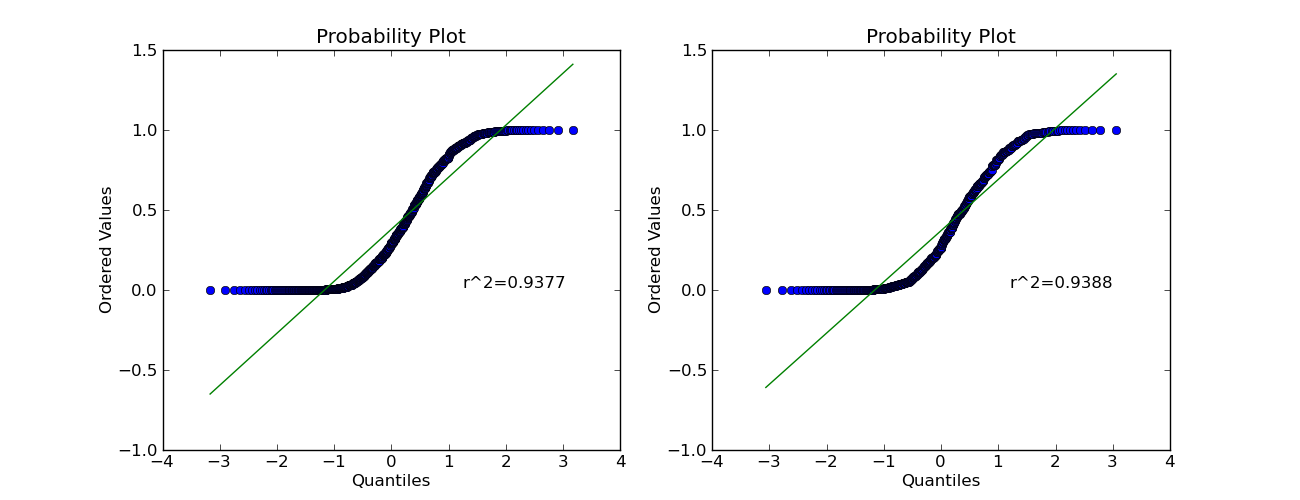 Probability Plot
1.5
1.0
0.5
0.0
−0.5
−1.0
Ordered Values
r^2=0.9377
−4 −3 −2 −1 0 1 2 3 4
Quantiles
Probability Plot
1.5
1.0
0.5
0.0
−0.5
−1.0
Ordered Values
r^2=0.9388
−4 −3 −2 −1 0 1 2 3 4
Quantiles